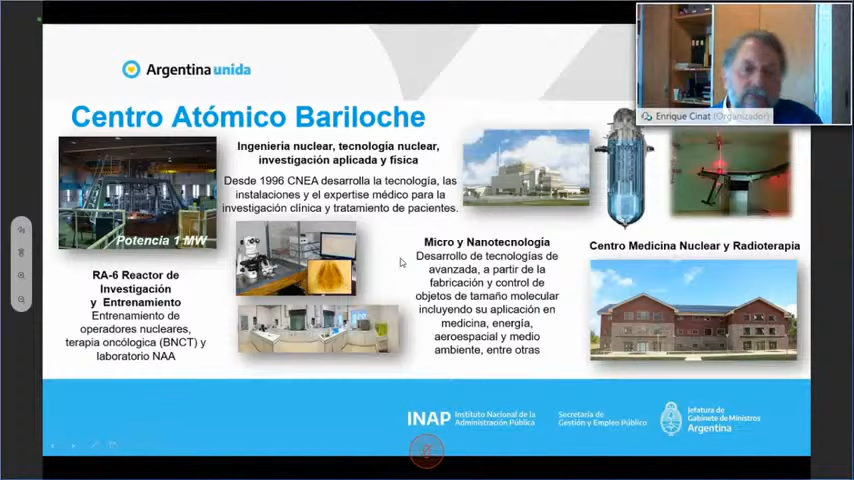 Argentina unida
Enrique Cinat (Organizador)
Centro Atómico Bariloche
Potencia 1 MW
RA-6 Reactor de
Investigación
y Entrenamiento
Entrenamiento de
operadores nucleares,
terapia oncológica (BNCT) y
laboratorio NAA
Ingeniería nuclear, tecnología nuclear,
investigación aplicada y física
Desde 1996 CNEA desarrolla la tecnología, las
instalaciones y el expertise médico para la
investigación clínica y tratamiento de pacientes.
Micro y Nanotecnología
Desarrollo de tecnologías de
avanzada, a partir de la
fabricación y control de
objetos de tamaño molecular
incluyendo su aplicación en
medicina, energía,
aeroespacial y medio
ambiente, entre otras
Centro Medicina Nuclear y Radioterapia
INAP Instituto Nacional de la
Administración Pública
Secretaría de
Gestión y Empleo Público
Jefatura de
Gabinete de Ministros
Argentina